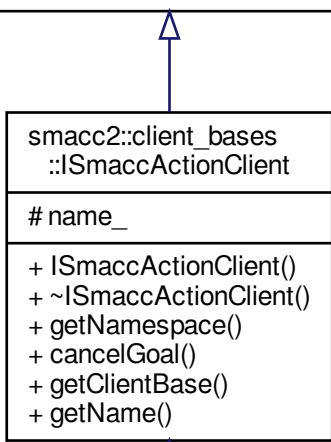 smacc2::client_bases
::ISmaccActionClient
# name_
+ ISmaccActionClient()
+ ~ISmaccActionClient()
+ getNamespace()
+ cancelGoal()
+ getClientBase()
+ getName()